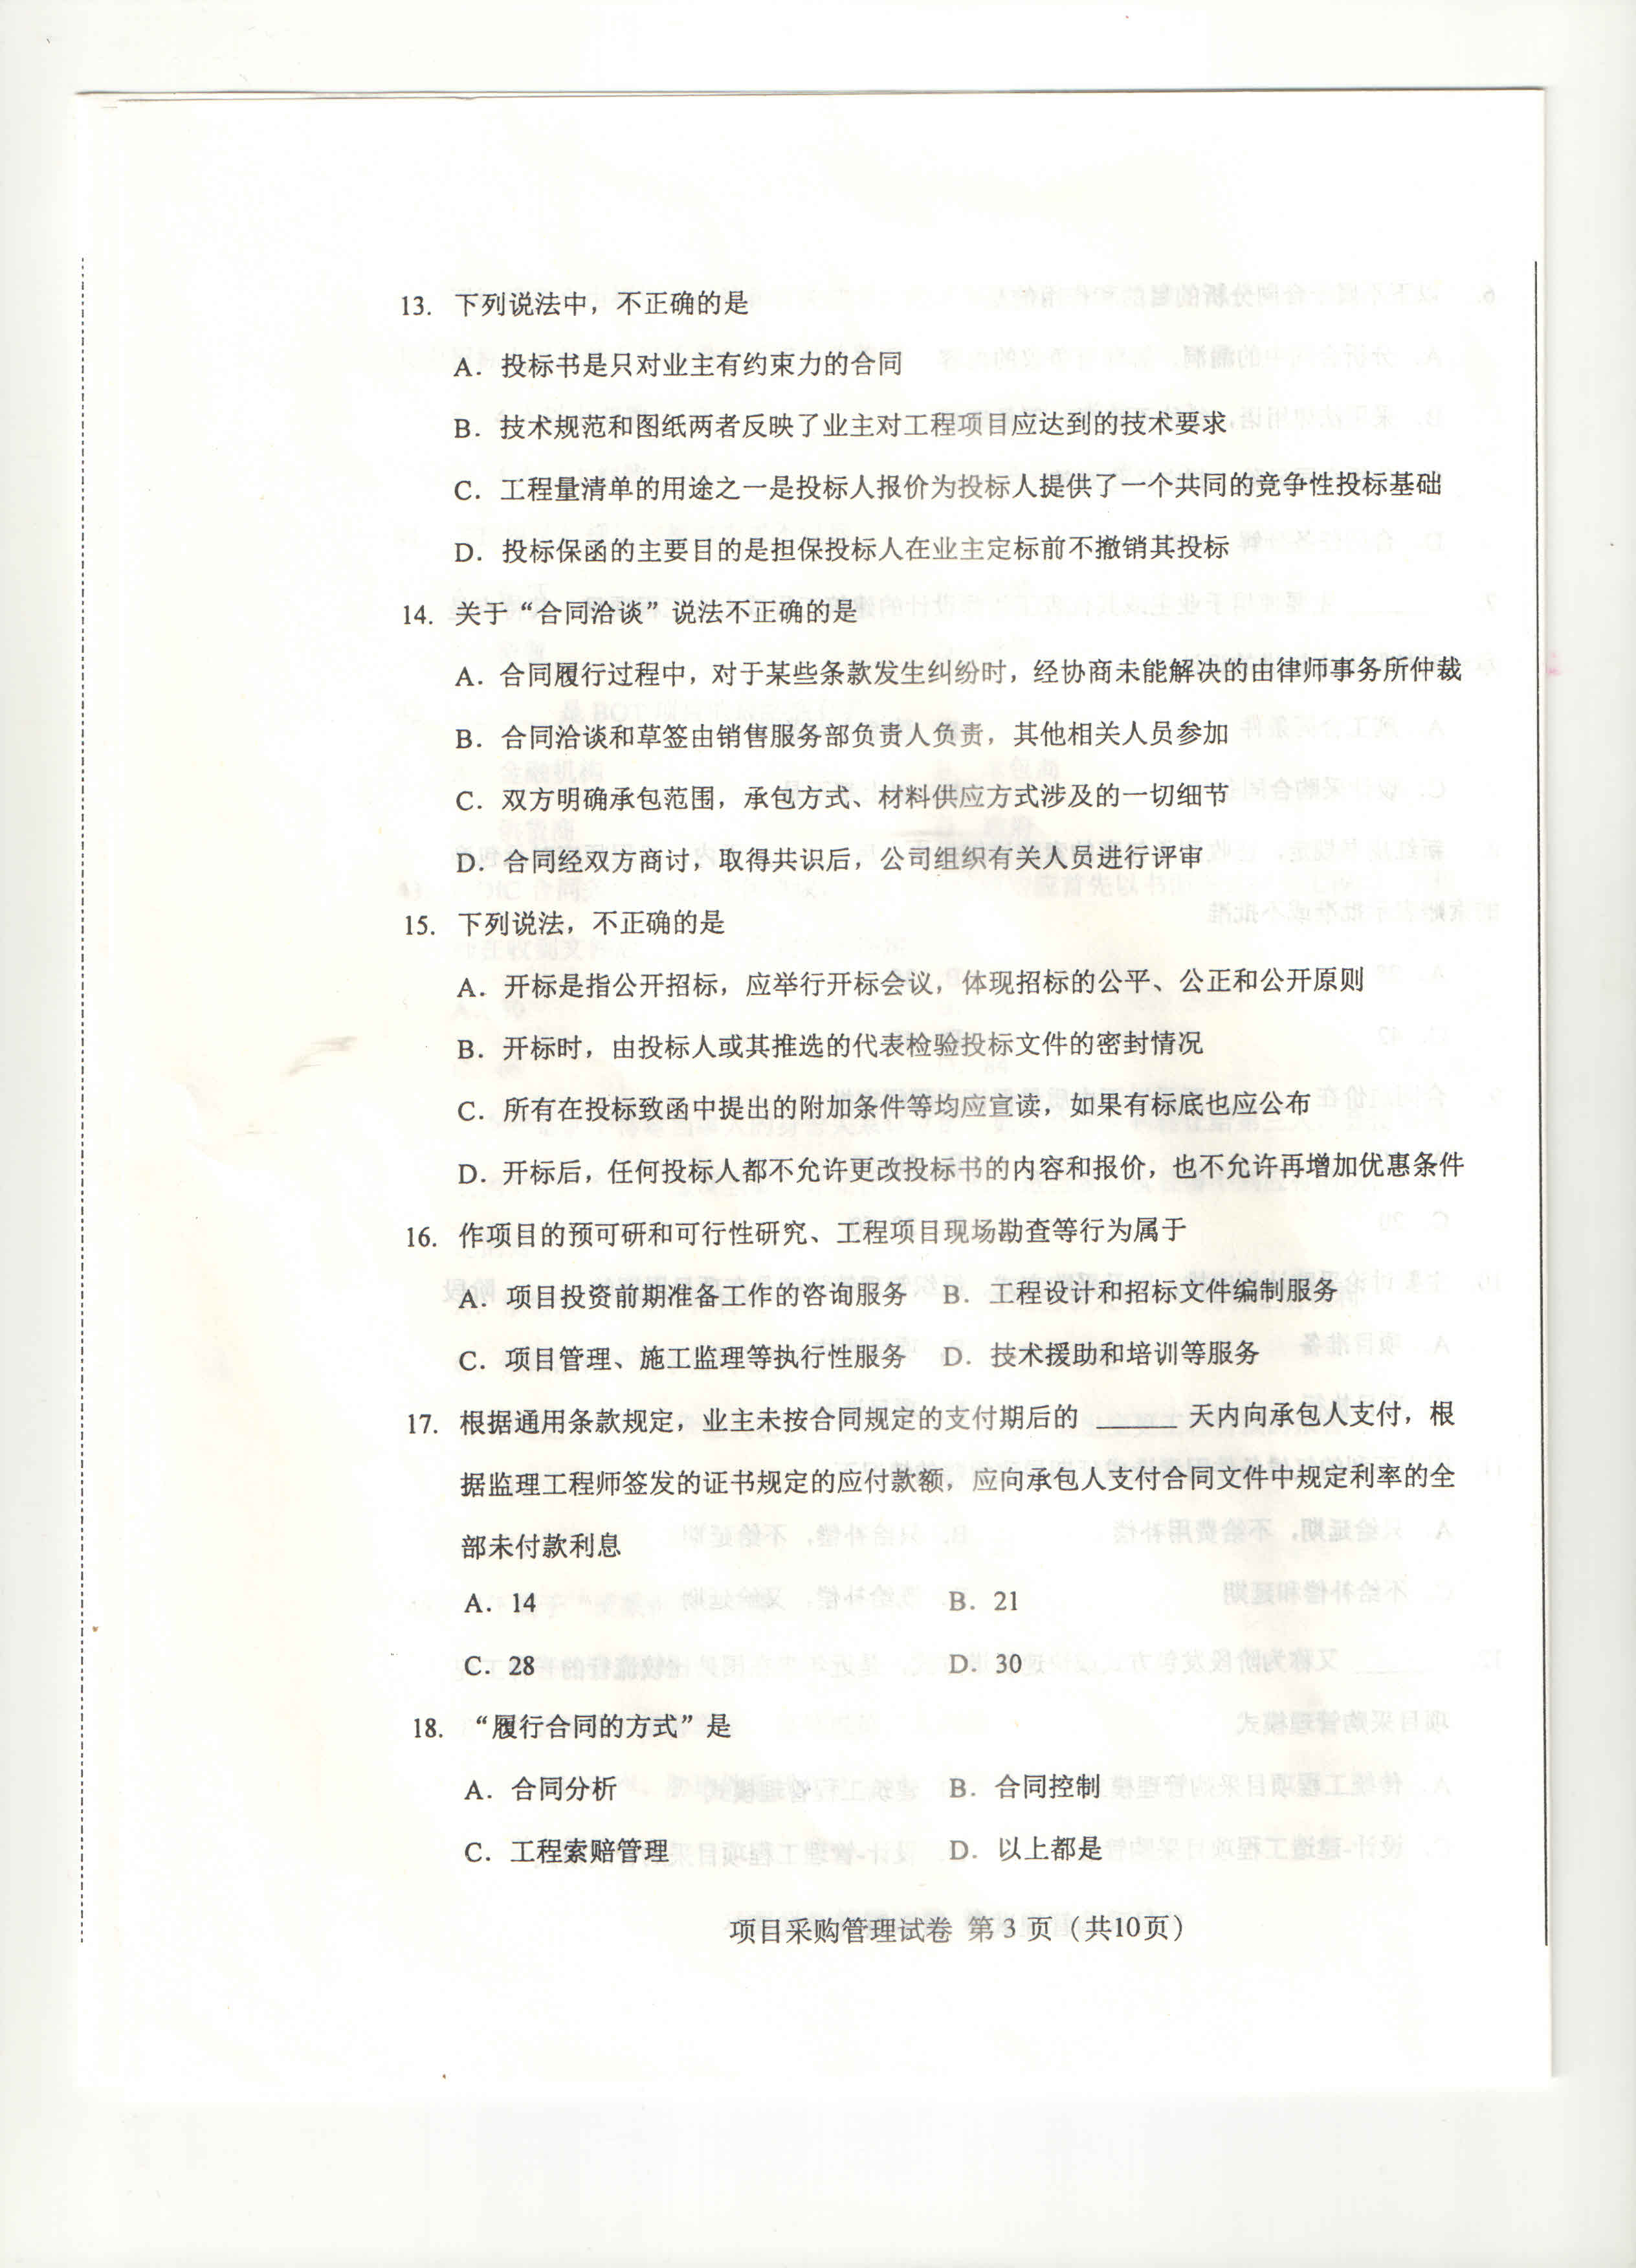 13. 下列说法中，不正确的是
A. 投标书是只对业主有约束力的合同
B. 技术规范和图纸两者反映了业主对工程项目应达到的技术要求
C. 工程量清单的用途之一是投标人报价为投标人提供了一个共同的竞争性投标基础
D. 投标保函的主要目的是担保投标人在业主定标前不撤销其投标
14. 关于“合同洽谈”说法不正确的是
A. 合同履行过程中，对于某些条款发生纠纷时，经协商未能解决的由律师事务所仲裁
B. 合同洽谈和草签由销售服务部负责人负责，其他相关人员参加
C. 双方明确承包范围，承包方式、材料供应方式涉及的一切细节
D. 合同经双方商讨，取得共识后，公司组织有关人员进行评审
15. 下列说法，不正确的是
A. 开标是指公开招标，应举行开标会议，体现招标的公平、公正和公开原则
B. 开标时，由投标人或其推选的代表检验投标文件的密封情况
C. 所有在投标致函中提出的附加条件等均应宣读，如果有标底也应公布
D. 开标后，任何投标人都不允许更改投标书的内容和报价，也不允许再增加优惠条件
16. 作项目的预可研和可行性研究、工程项目现场勘查等行为属于
A. 项目投资前期准备工作的咨询服务 B. 工程设计和招标文件编制服务
C. 项目管理、施工监理等执行性服务 D. 技术援助和培训等服务
17. 根据通用条款规定，业主未按合同规定的支付期后的 ______ 天内向承包人支付，根
据监理工程师签发的证书规定的应付款额，应向承包人支付合同文件中规定利率的全
部未付款利息
A. 14 B. 21
C. 28 D. 30
18. “履行合同的方式”是
A. 合同分析 B. 合同控制
C. 工程索赔管理 D. 以上都是
项目采购管理试卷 第 3 页（共10页）